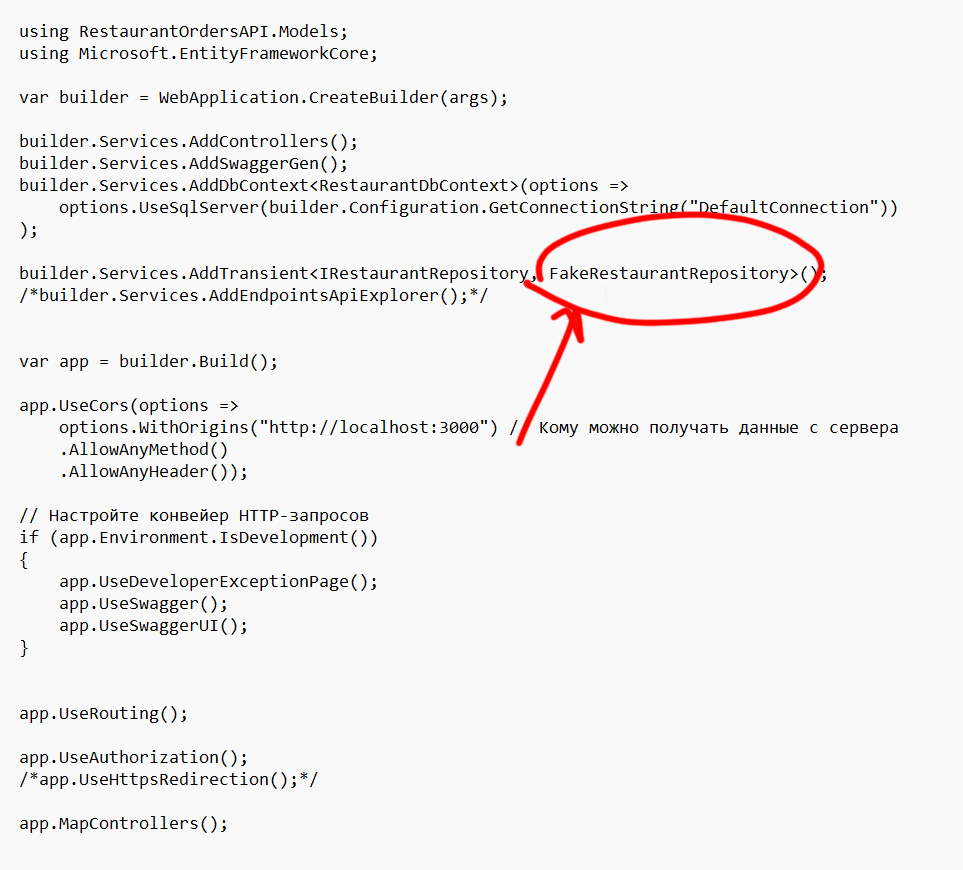 using RestaurantOrdersAPI.Models;
using Microsoft.EntityFrameworkCore;
var builder = WebApplication.CreateBuilder(args);
builder.Services.AddControllers();
builder.Services.AddSwaggerGen();
builder.Services.AddDbContext<RestaurantDbContext>(options =>
    options.UseSqlServer(builder.Configuration.GetConnectionString("DefaultConnection"))
);
builder.Services.AddTransient<IRestaurantRepository, FakeRestaurantRepository>();
/*builder.Services.AddEndpointsApiExplorer();*/
var app = builder.Build();
app.UseCors(options =>
    options.WithOrigins("http://localhost:3000") // Кому можно получать данные с сервера
    .AllowAnyMethod()
    .AllowAnyHeader());
// Настройте конвейер HTTP-запросов
if (app.Environment.IsDevelopment())
{
    app.UseDeveloperExceptionPage();
    app.UseSwagger();
    app.UseSwaggerUI();
}
app.UseRouting();
app.UseAuthorization();
/*app.UseHttpsRedirection();*/
app.MapControllers();